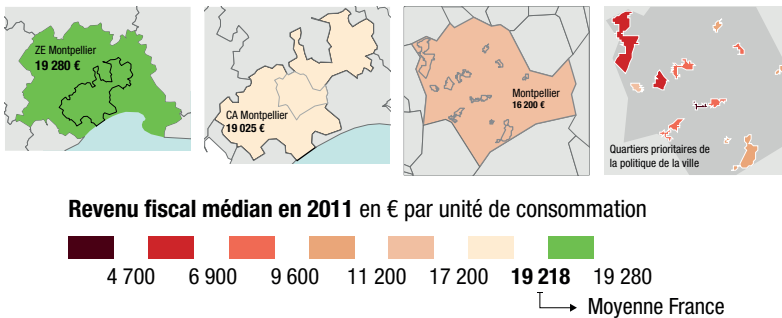 ZE Montpellier
19 280 €
CA Montpellier
19 025 €
Montpellier
16 200 €
Quartiers prioritaires de
la politique de la ville
Revenu fiscal médian en 2011 en € par unité de consommation
4 700 6 900 9 600 11 200 17 200 19 218 19 280
Moyenne France